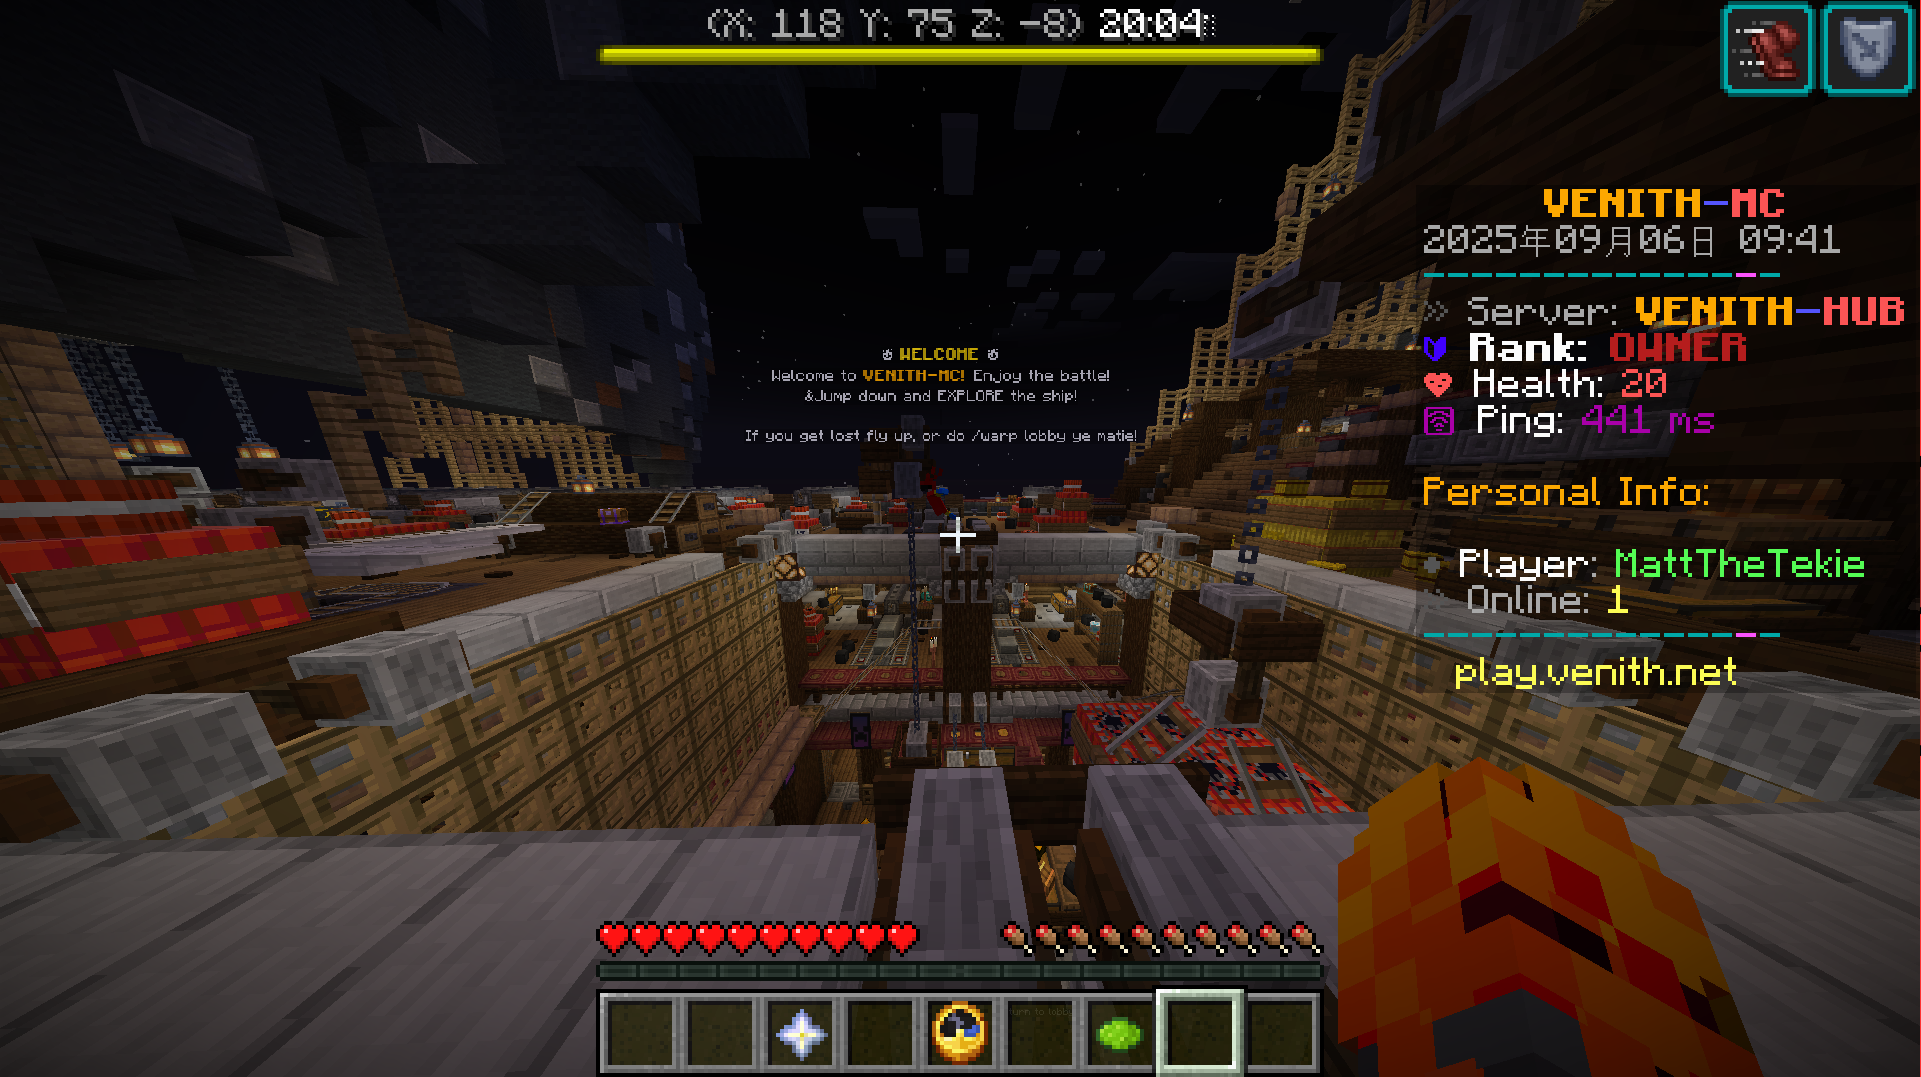 (X: 118 Y: 75 Z: -8) 20:04
VENITH-MC
2025年09月06日 09:41
Server: VENITH-HUB
Rank: OWNER
Health: 20
Ping: 441 ms
Personal Info:
Player: MattTheTekie
Online: 1
play.venith.net
WELCOME
Welcome to VENITH-MC! Enjoy the battle!
&Jump down and EXPLORE the ship!
If you get lost fly up, or do /warp lobby ye matie!